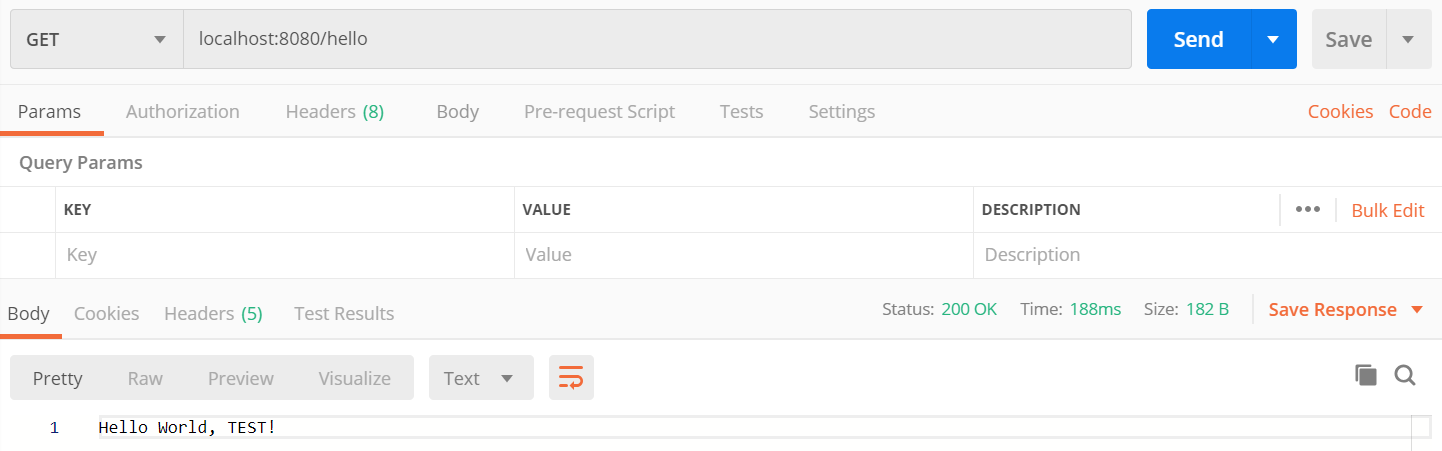 GET localhost:8080/hello Send Save
Params Authorization Headers (8) Body Pre-request Script Tests Settings Cookies Code
Query Params
KEY VALUE DESCRIPTION ••• Bulk Edit
Key Value Description
Body Cookies Headers (5) Test Results Status: 200 OK Time: 188ms Size: 182 B Save Response
Pretty Raw Preview Visualize Text
1 Hello World, TEST!